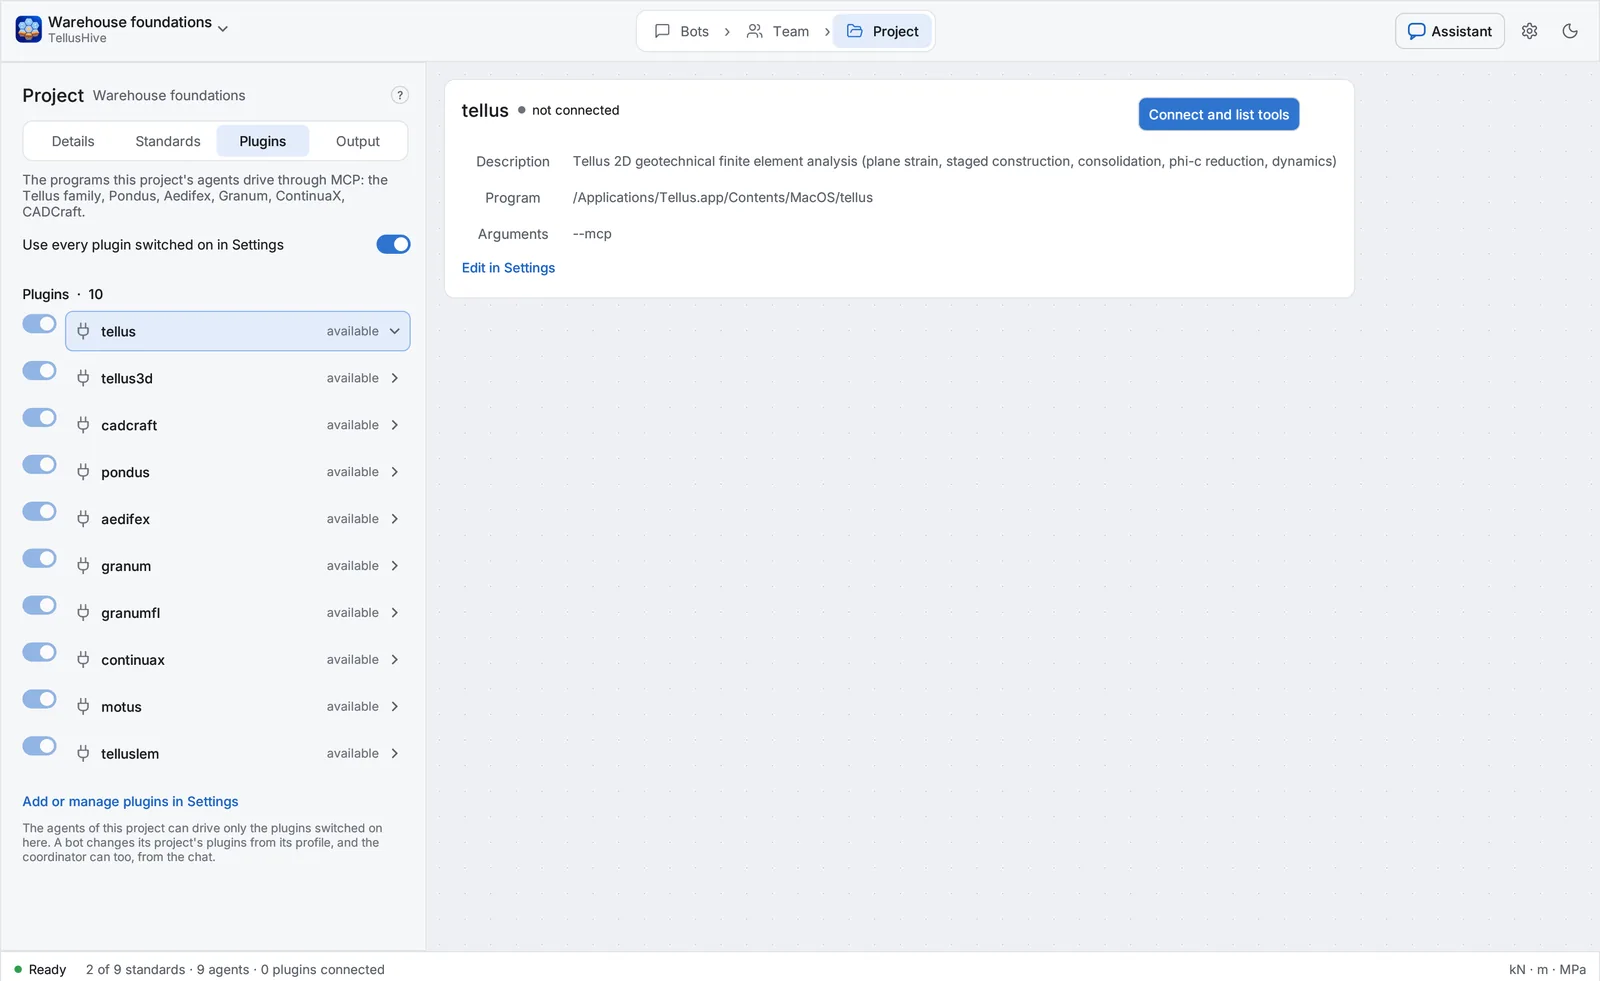 Warehouse foundations
TellusHive
Bots
Team
Project
Assistant
Project Warehouse foundations
?
Details
Standards
Plugins
Output
The programs this project's agents drive through MCP: the
Tellus family, Pondus, Aedifex, Granum, ContinuaX,
CADCraft.
Use every plugin switched on in Settings
Plugins · 10
tellus available
tellus3d available
cadcraft available
pondus available
aedifex available
granum available
granumfl available
continuax available
motus available
telluslem available
Add or manage plugins in Settings
The agents of this project can drive only the plugins switched on
here. A bot changes its project's plugins from its profile, and the
coordinator can too, from the chat.
tellus not connected
Connect and list tools
Description Tellus 2D geotechnical finite element analysis (plane strain, staged construction, consolidation, phi-c reduction, dynamics)
Program /Applications/Tellus.app/Contents/MacOS/tellus
Arguments --mcp
Edit in Settings
Ready 2 of 9 standards · 9 agents · 0 plugins connected
kN · m · MPa